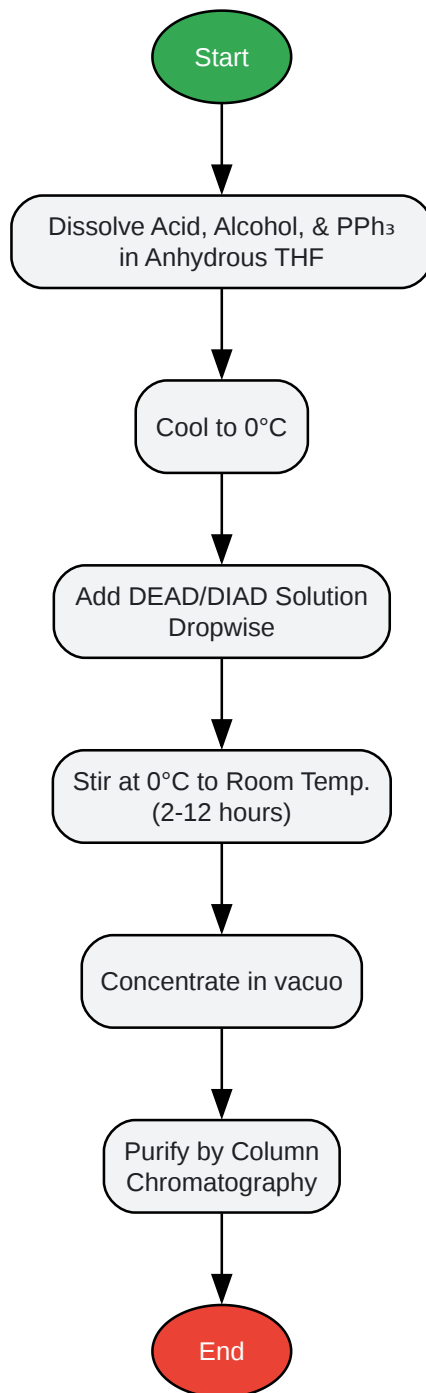 Start
Dissolve Acid, Alcohol, & PPh₃
in Anhydrous THF
Cool to 0°C
Add DEAD/DIAD Solution
Dropwise
Stir at 0°C to Room Temp.
(2-12 hours)
Concentrate in vacuo
Purify by Column
Chromatography
End